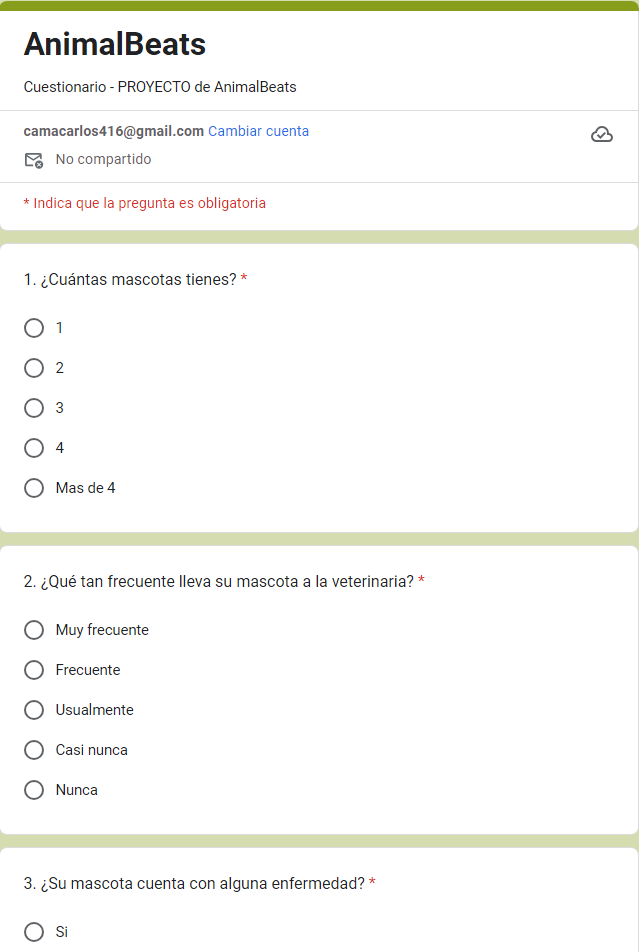 AnimalBeats
Cuestionario - PROYECTO de AnimalBeats
camacarlos416@gmail.com Cambiar cuenta
No compartido
* Indica que la pregunta es obligatoria
1. ¿Cuántas mascotas tienes? *
1
2
3
4
Mas de 4
2. ¿Qué tan frecuente lleva su mascota a la veterinaria? *
Muy frecuente
Frecuente
Usualmente
Casi nunca
Nunca
3. ¿Su mascota cuenta con alguna enfermedad? *
Si